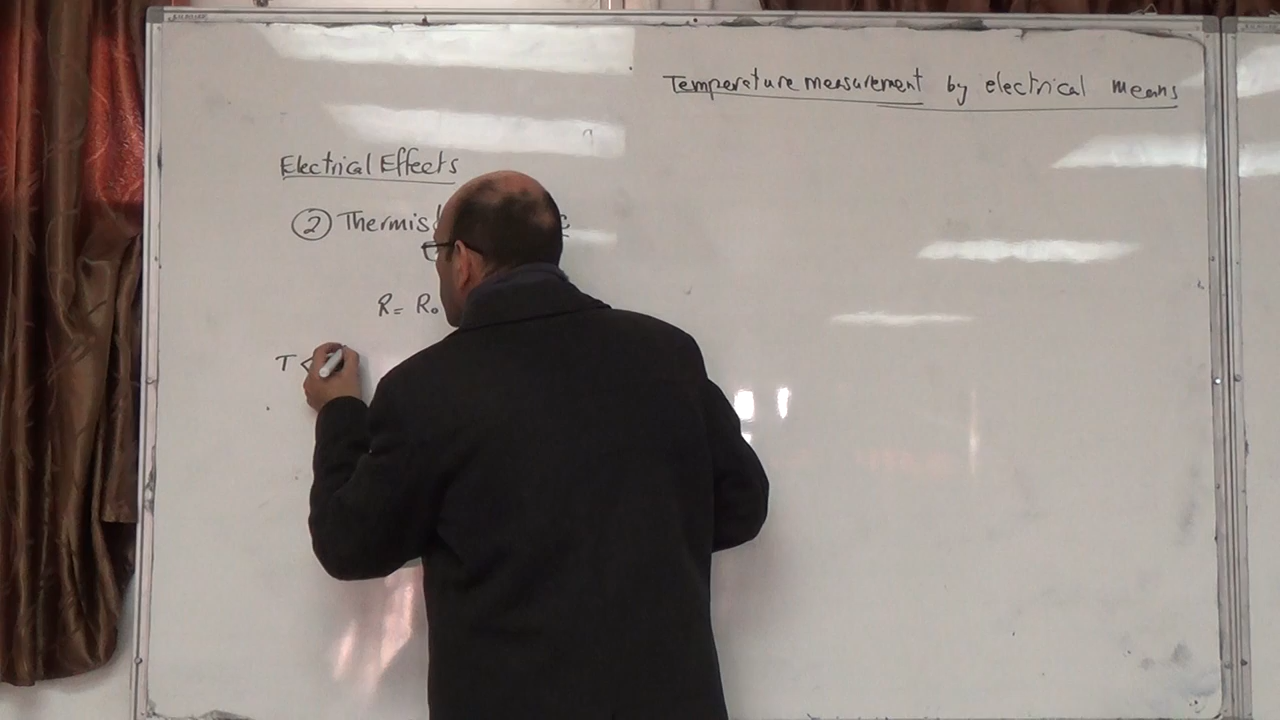 Temperature measurement by electrical means
Electrical Effects
② Thermis
R = R₀
T